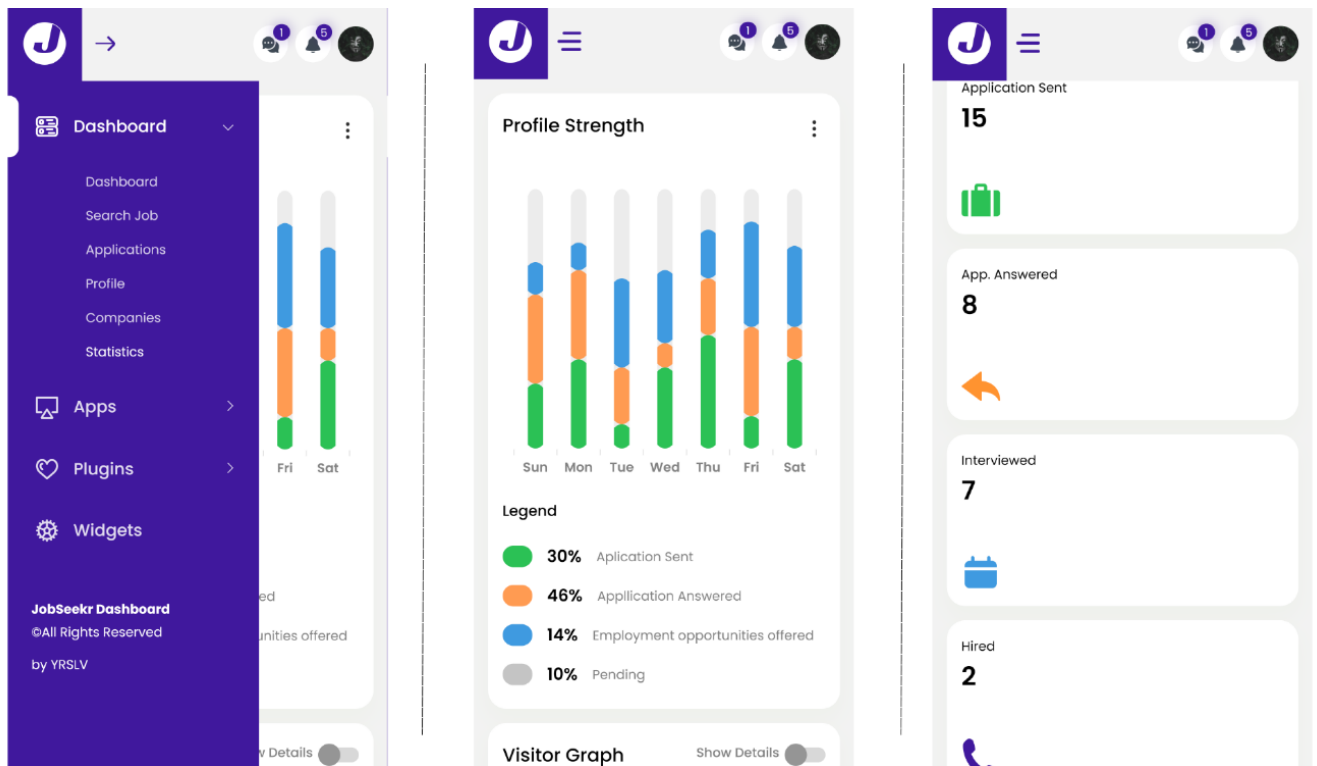 J
1
5
Dashboard
Dashboard
Search Job
Applications
Profile
Companies
Statistics
Apps
Plugins
Widgets
JobSeekr Dashboard
©All Rights Reserved
by YRSLV
Fri Sat
ed
unities offered
w Details
J
1
5
Profile Strength
Sun Mon Tue Wed Thu Fri Sat
Legend
30% Aplication Sent
46% Appllication Answered
14% Employment opportunities offered
10% Pending
Visitor Graph Show Details
J
1
5
Application Sent
15
App. Answered
8
Interviewed
7
Hired
2